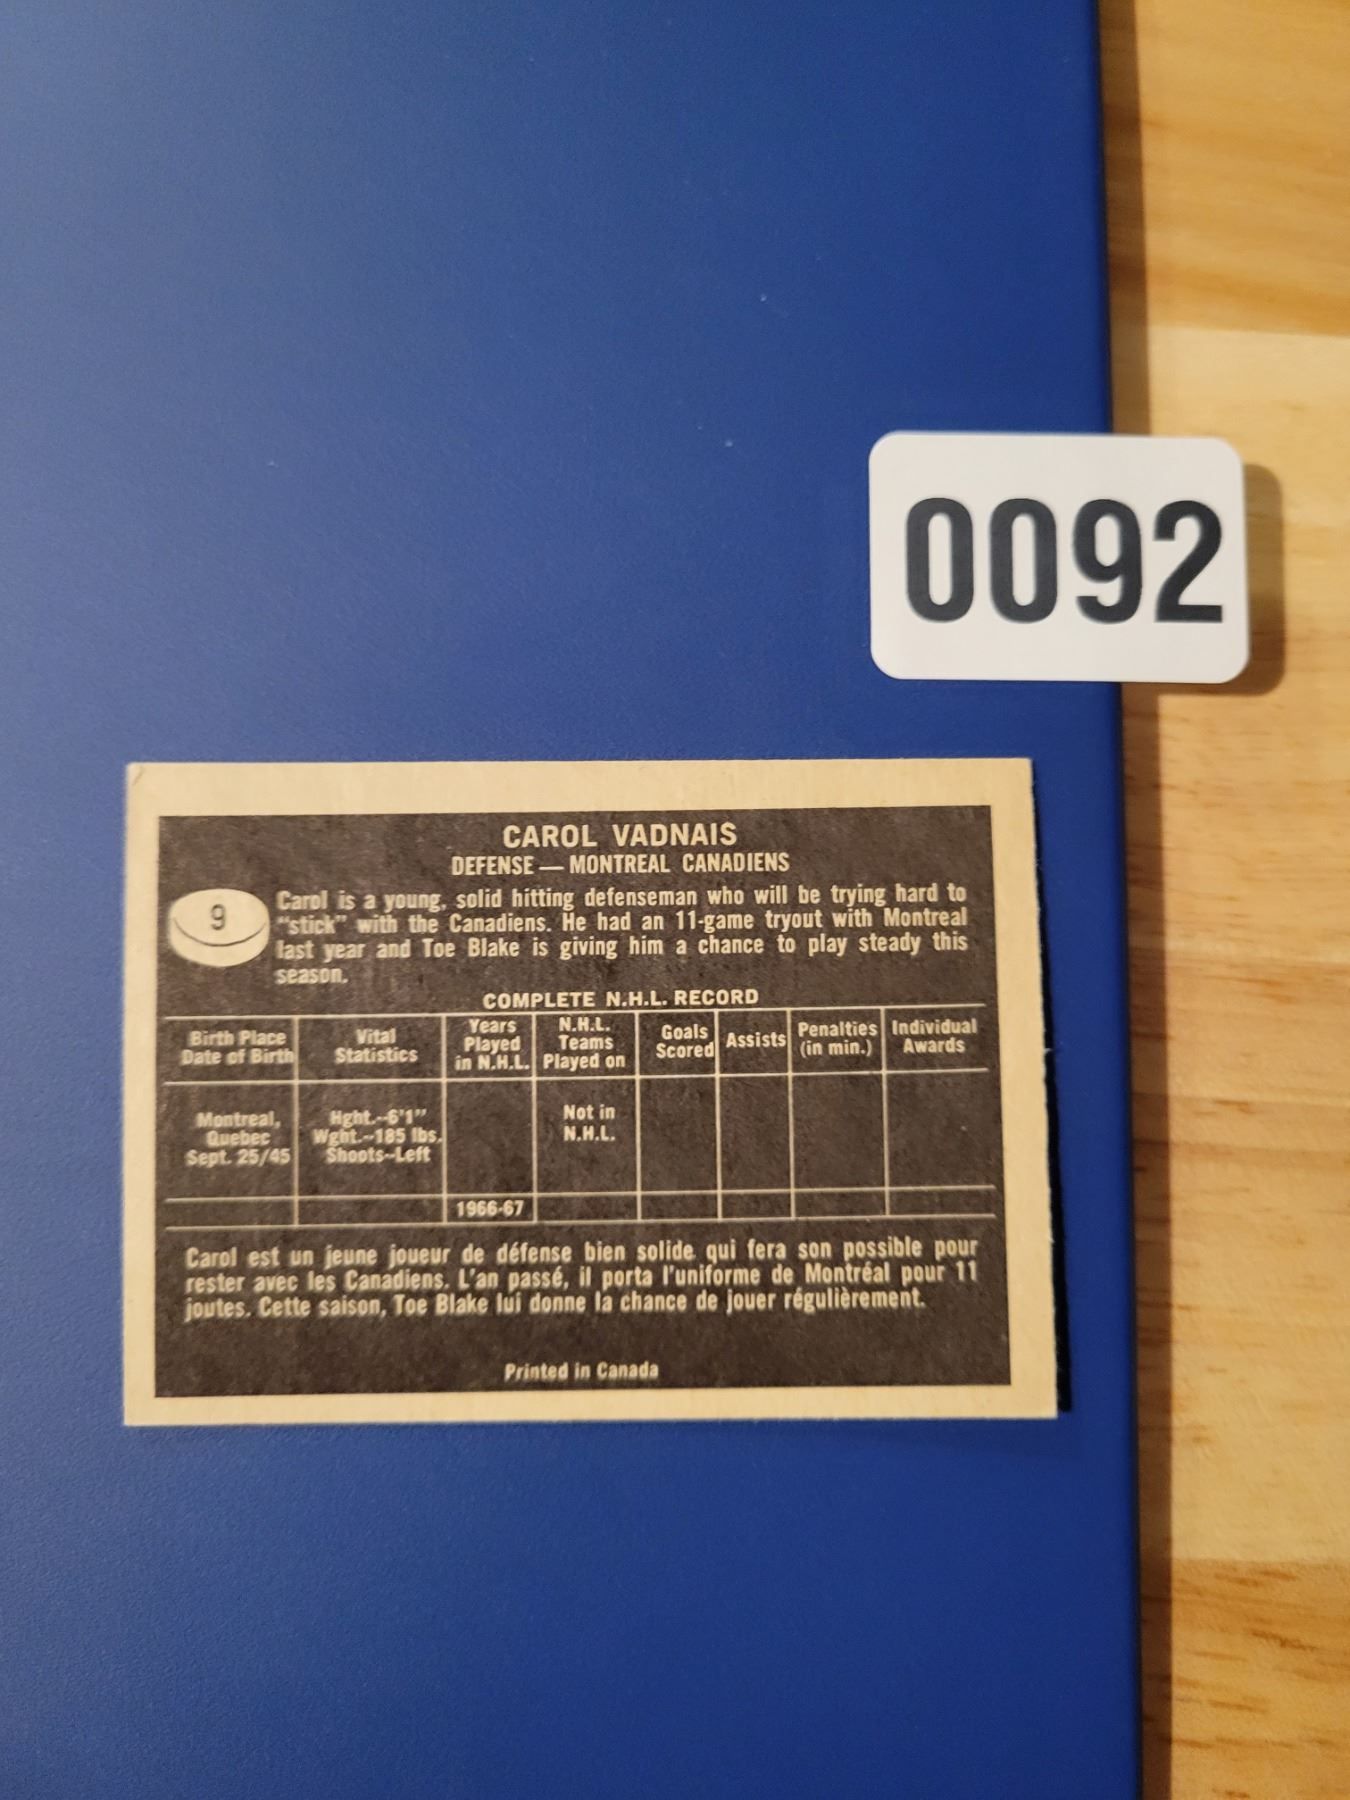 0092
CAROL VADNAIS
DEFENSE — MONTREAL CANADIENS
9
Carol is a young, solid hitting defenseman who will be trying hard to
"stick" with the Canadiens. He had an 11-game tryout with Montreal
last year and Toe Blake is giving him a chance to play steady this
season.
COMPLETE N.H.L. RECORD
Birth Place
Date of Birth
Vital
Statistics
Years
Played
in N.H.L.
N.H.L.
Teams
Played on
Goals
Scored
Assists
Penalties
(in min.)
Individual
Awards
Montreal,
Quebec
Sept. 25/45
Hght.--6'1"
Wght.--185 lbs.
Shoots--Left
Not in
N.H.L.
1966-67
Carol est un jeune joueur de défense bien solide qui fera son possible pour
rester avec les Canadiens. L'an passé, il porta l'uniforme de Montréal pour 11
joutes. Cette saison, Toe Blake lui donne la chance de jouer régulièrement.
Printed in Canada